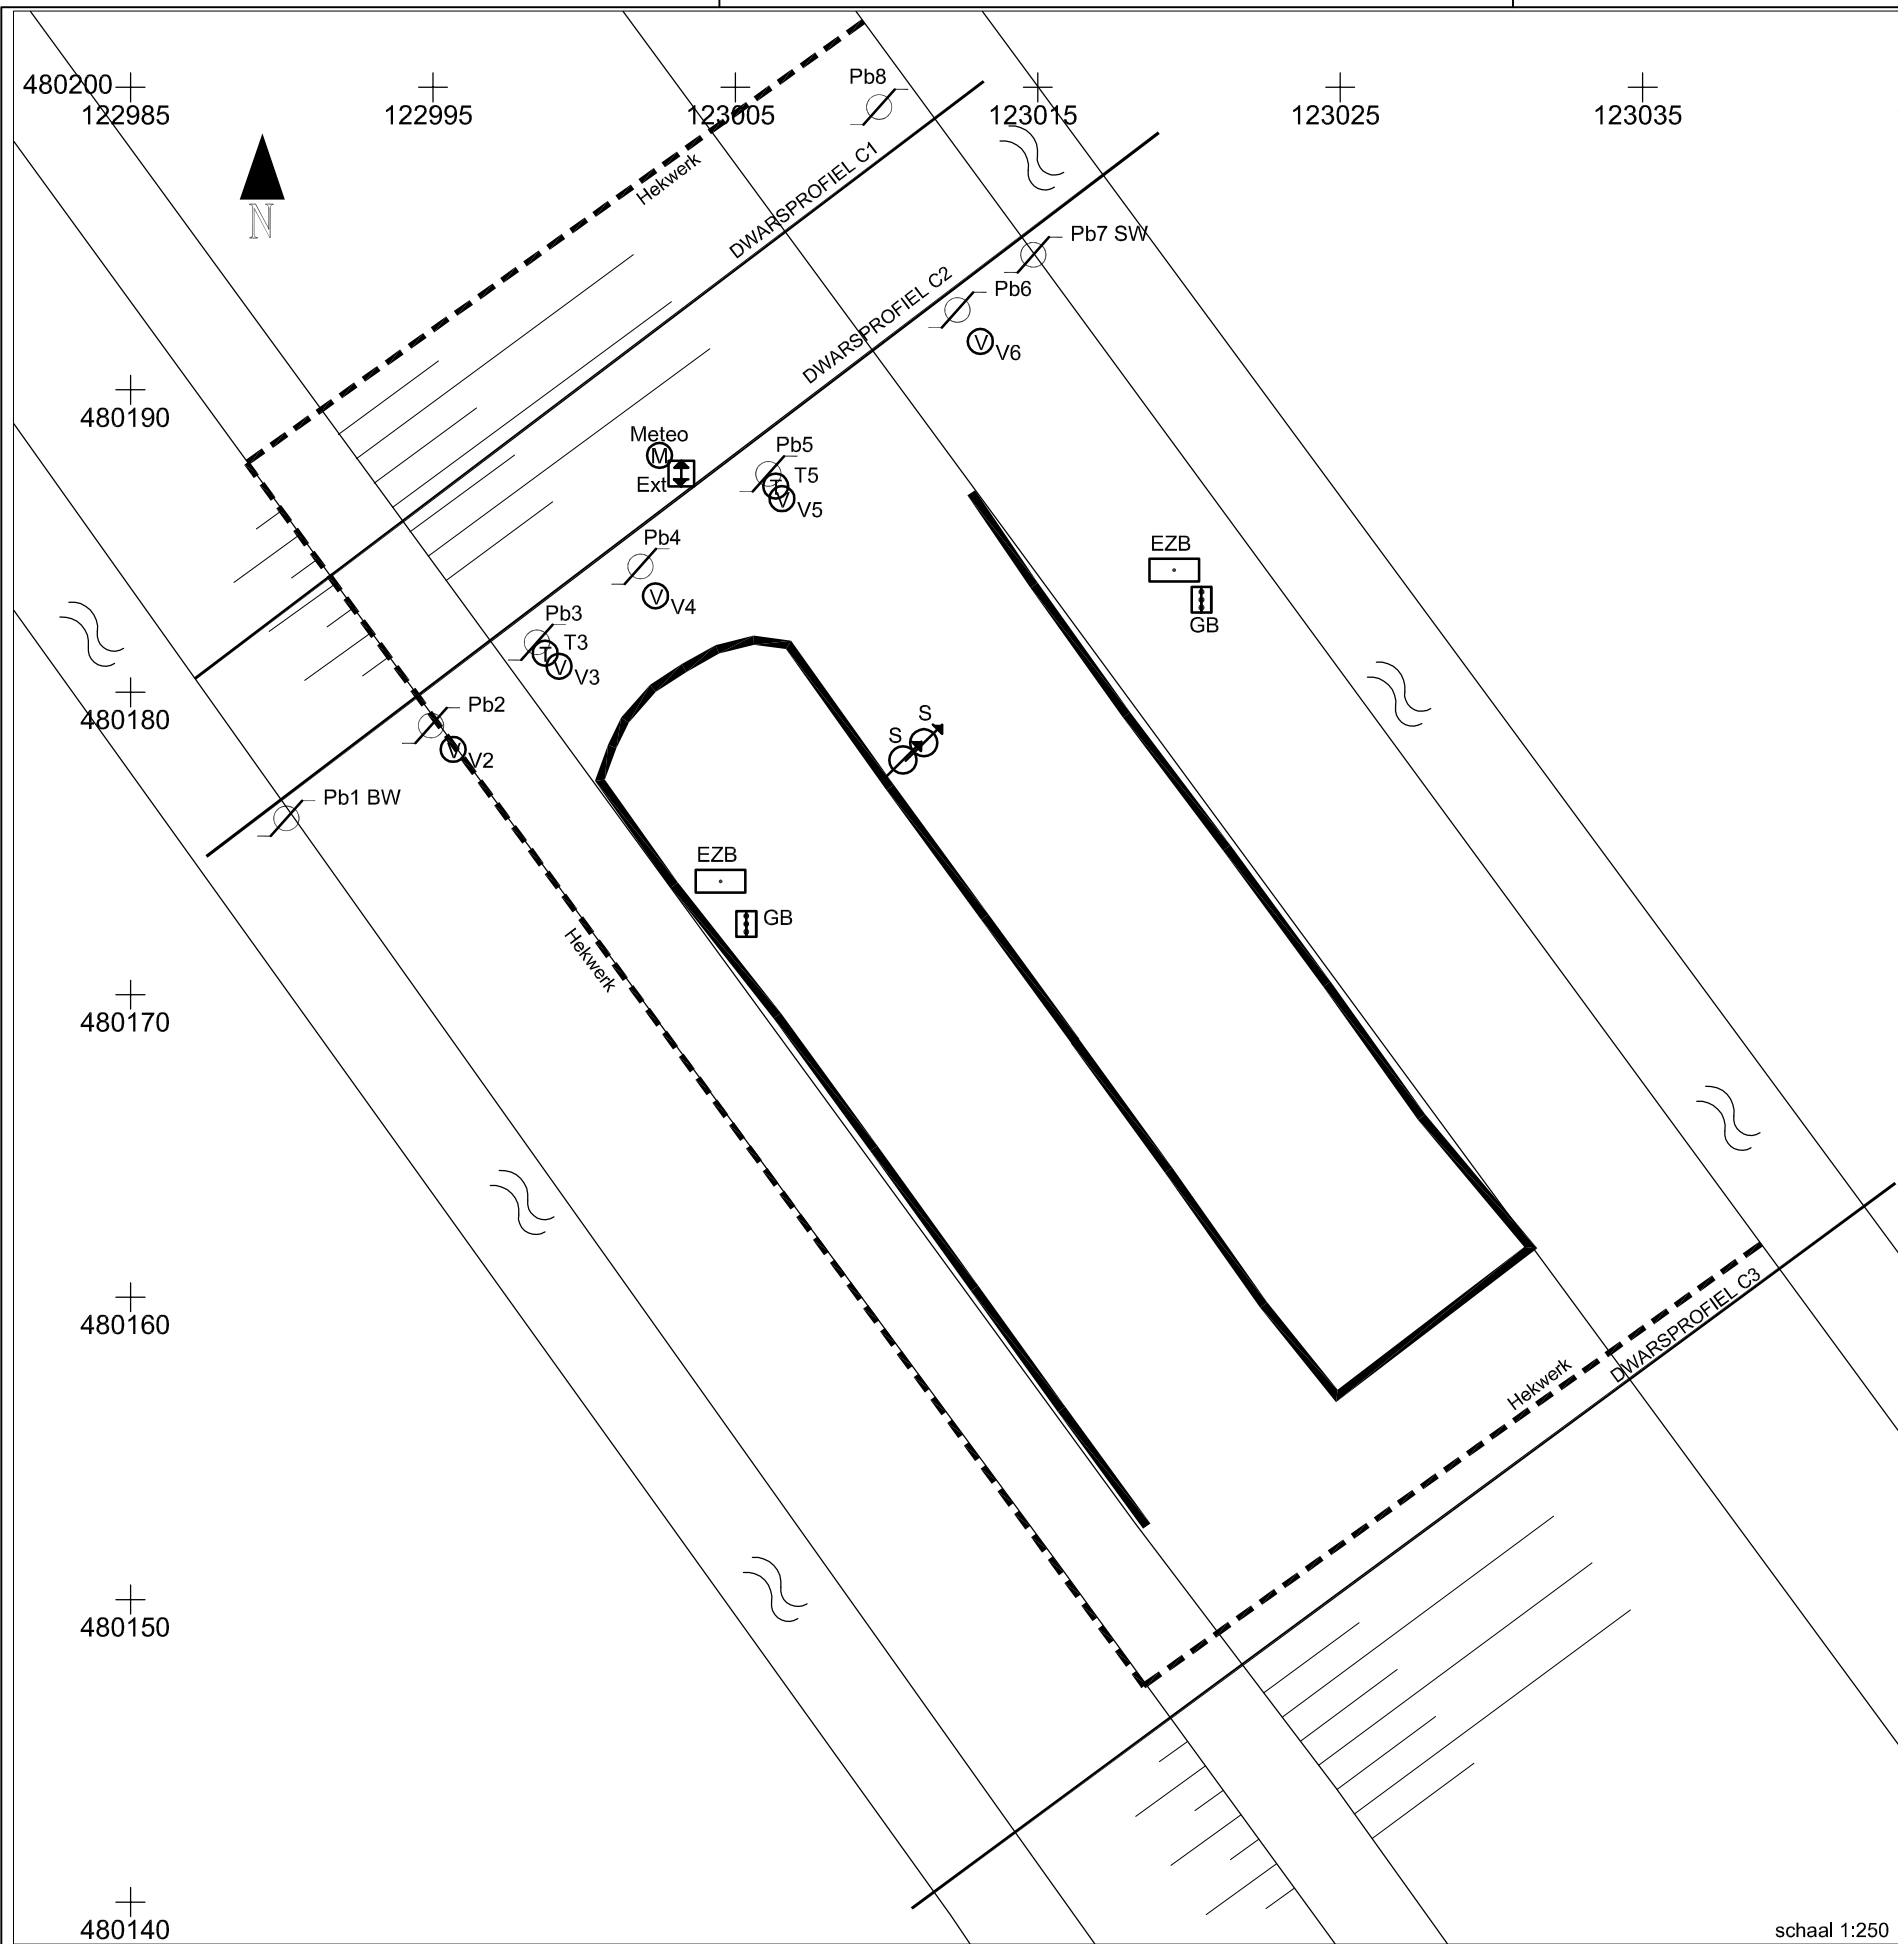 480200
122985
122995
123005
123015
123025
123035
Pb8
N
Hekwerk
DWARSPROFIEL C1
DWARSPROFIEL C2
Pb7 SW
Pb6
V
V6
480190
Meteo
M
Ext
Pb5
T
T5
V
V5
Pb4
V
V4
EZB
GB
Pb3
T
T3
V
V3
480180
Pb2
V
V2
S
S
Pb1 BW
EZB
GB
Hekwerk
480170
480160
DWARSPROFIEL C3
Hekwerk
480150
480140
schaal 1:250